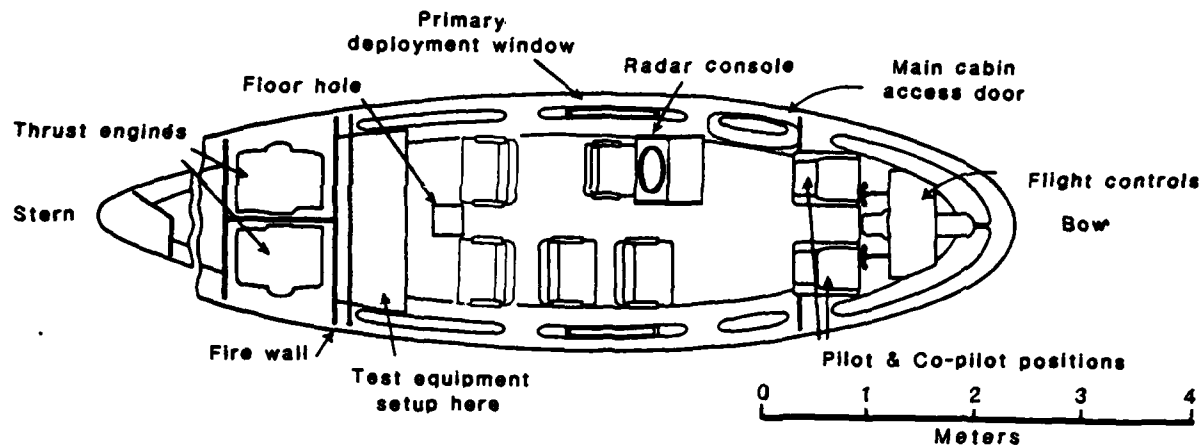 Primary
deployment window
Radar console
Main cabin
access door
Floor hole
Thrust engines
Flight controls
Stern
Bow
Fire wall
Test equipment
setup here
Pilot & Co-pilot positions
0 1 2 3 4
Meters